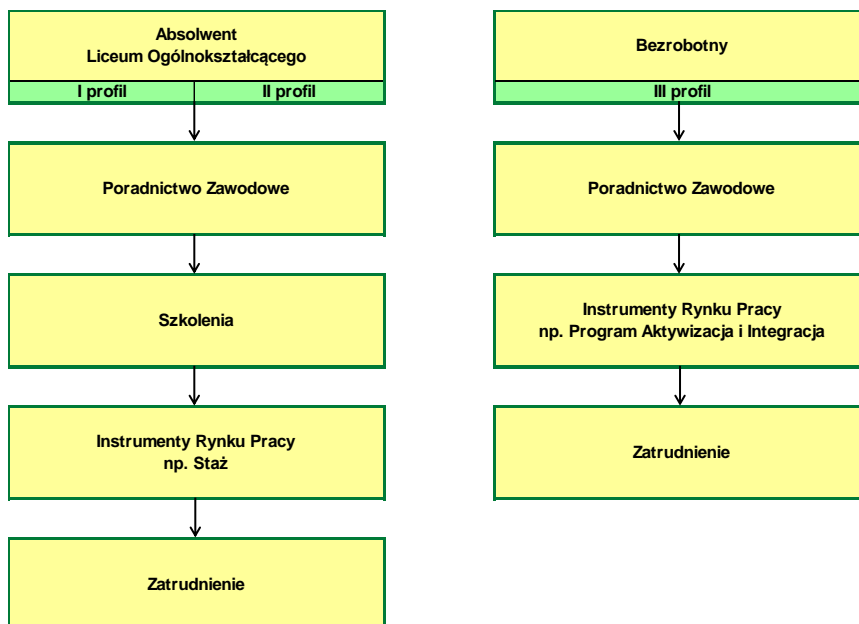 Absolwent
Liceum Ogólnokształcącego
I profil
II profil
Poradnictwo Zawodowe
Szkolenia
Instrumenty Rynku Pracy
np. Staż
Zatrudnienie
Bezrobotny
III profil
Poradnictwo Zawodowe
Instrumenty Rynku Pracy
np. Program Aktywizacja i Integracja
Zatrudnienie